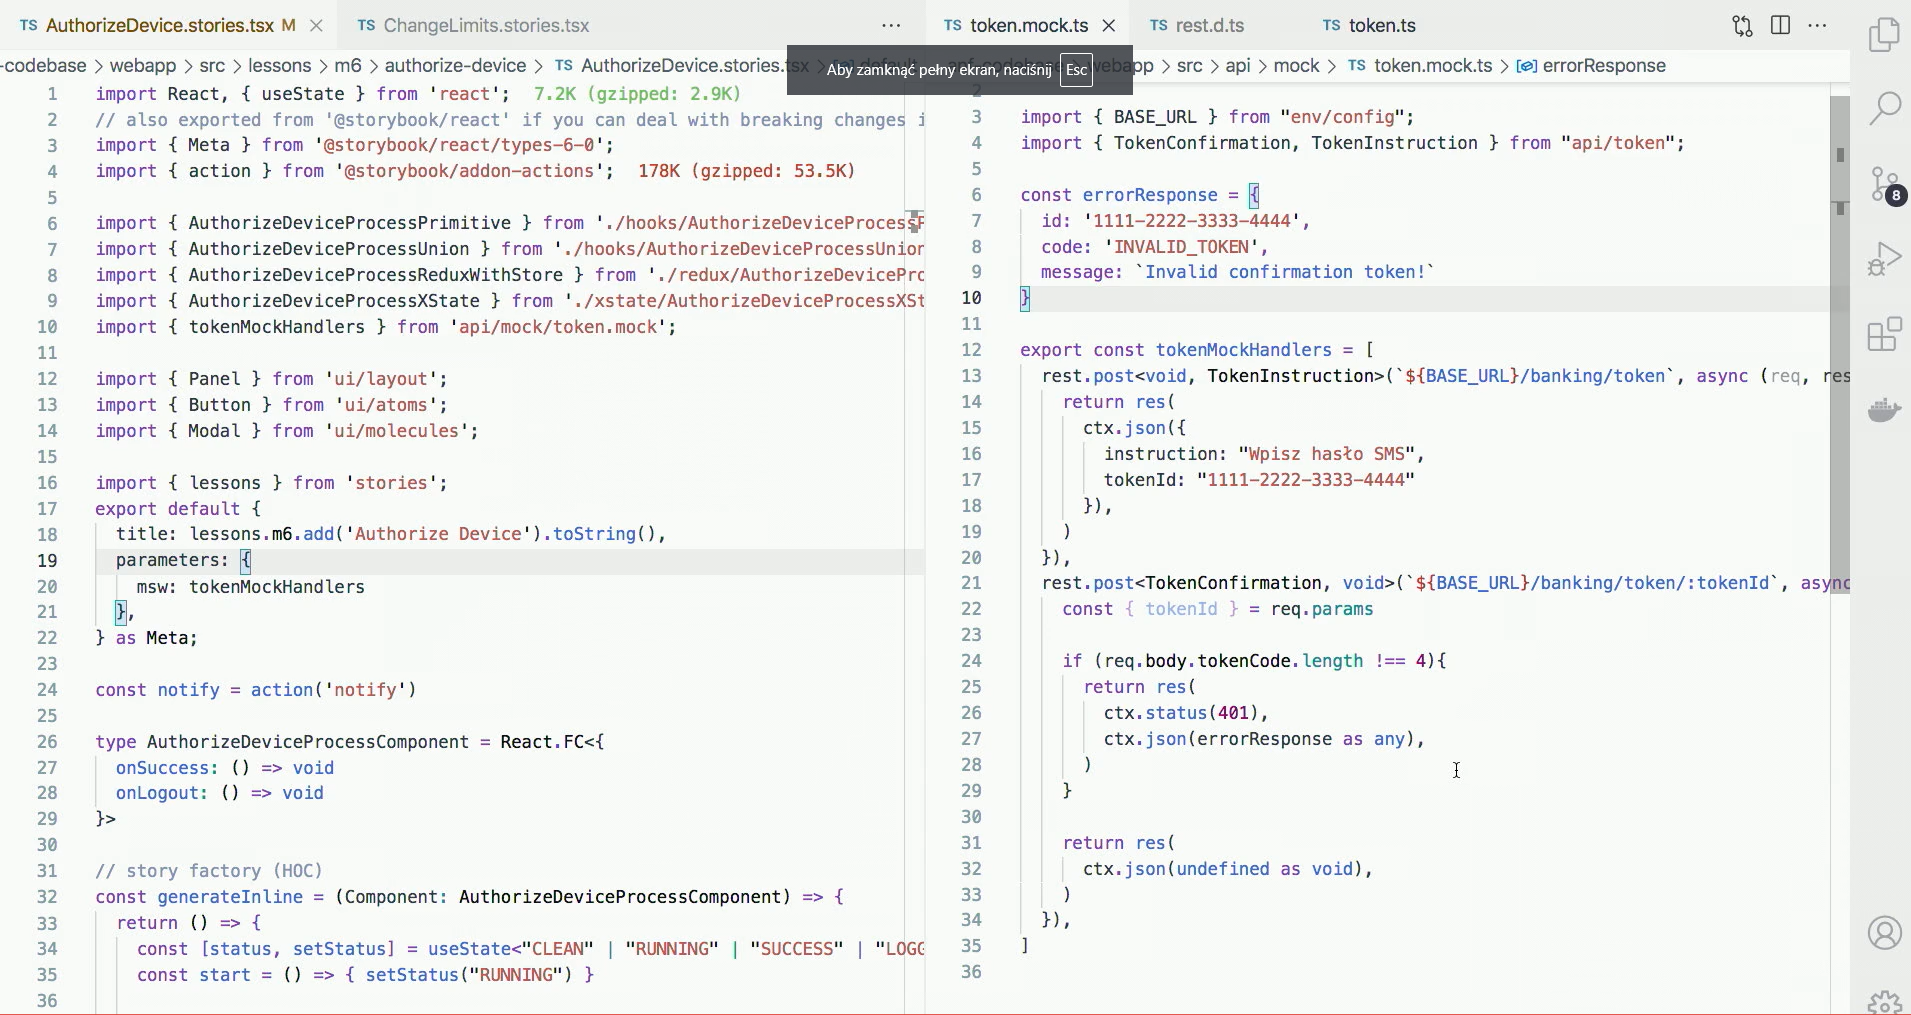 TS AuthorizeDevice.stories.tsx M
TS ChangeLimits.stories.tsx
TS token.mock.ts
TS rest.d.ts
TS token.ts
-codebase > webapp > src > lessons > m6 > authorize-device > TS AuthorizeDevice.stories.tsx
Aby zamknąć pełny ekran, naciśnij Esc
webapp > src > api > mock > TS token.mock.ts > errorResponse
1 import React, { useState } from 'react'; 7.2K (gzipped: 2.9K)
2 // also exported from '@storybook/react' if you can deal with breaking changes i
3 import { Meta } from '@storybook/react/types-6-0';
4 import { action } from '@storybook/addon-actions'; 178K (gzipped: 53.5K)
5
6 import { AuthorizeDeviceProcessPrimitive } from './hooks/AuthorizeDeviceProcessP
7 import { AuthorizeDeviceProcessUnion } from './hooks/AuthorizeDeviceProcessUnion
8 import { AuthorizeDeviceProcessReduxWithStore } from './redux/AuthorizeDevicePro
9 import { AuthorizeDeviceProcessXState } from './xstate/AuthorizeDeviceProcessXSt
10 import { tokenMockHandlers } from 'api/mock/token.mock';
11
12 import { Panel } from 'ui/layout';
13 import { Button } from 'ui/atoms';
14 import { Modal } from 'ui/molecules';
15
16 import { lessons } from 'stories';
17 export default {
18 title: lessons.m6.add('Authorize Device').toString(),
19 parameters: {
20 msw: tokenMockHandlers
21 },
22 } as Meta;
23
24 const notify = action('notify')
25
26 type AuthorizeDeviceProcessComponent = React.FC<{
27 onSuccess: () => void
28 onLogout: () => void
29 }>
30
31 // story factory (HOC)
32 const generateInline = (Component: AuthorizeDeviceProcessComponent) => {
33 return () => {
34 const [status, setStatus] = useState<"CLEAN" | "RUNNING" | "SUCCESS" | "LOGG
35 const start = () => { setStatus("RUNNING") }
36
2
3 import { BASE_URL } from "env/config";
4 import { TokenConfirmation, TokenInstruction } from "api/token";
5
6 const errorResponse = {
7 id: '1111-2222-3333-4444',
8 code: 'INVALID_TOKEN',
9 message: `Invalid confirmation token!`
10 }
11
12 export const tokenMockHandlers = [
13 rest.post<void, TokenInstruction>(`${BASE_URL}/banking/token`, async (req, res
14 return res(
15 ctx.json({
16 instruction: "Wpisz hasło SMS",
17 tokenId: "1111-2222-3333-4444"
18 }),
19 )
20 }),
21 rest.post<TokenConfirmation, void>(`${BASE_URL}/banking/token/:tokenId`, async
22 const { tokenId } = req.params
23
24 if (req.body.tokenCode.length !== 4){
25 return res(
26 ctx.status(401),
27 ctx.json(errorResponse as any),
28 )
29 }
30
31 return res(
32 ctx.json(undefined as void),
33 )
34 }),
35 ]
36
8